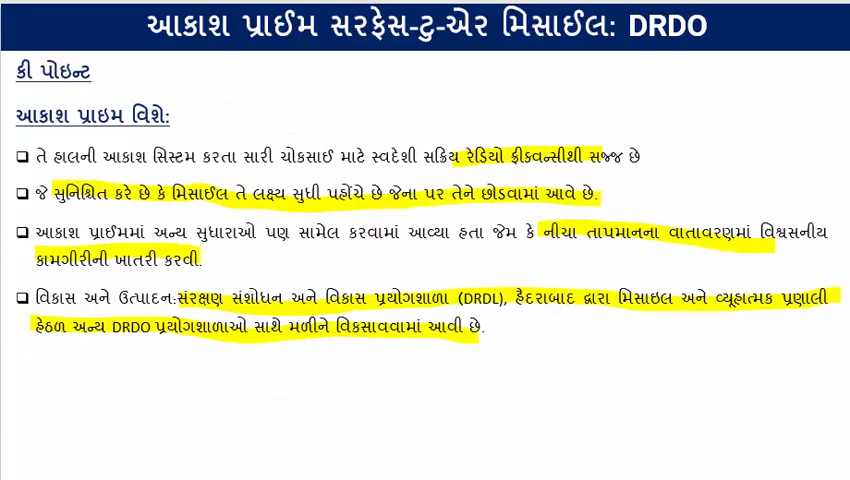 આકાશ પ્રાઈમ સરફેસ-ટુ-એર મિસાઈલ: DRDO
કી પોઇન્ટ
આકાશ પ્રાઇમ વિશે:
તે હાલની આકાશ સિસ્ટમ કરતા સારી ચોકસાઈ માટે સ્વદેશી સક્રિય રેડિયો ફ્રીક્વન્સીથી સજ્જ છે
જે સુનિશ્ચિત કરે છે કે મિસાઈલ તે લક્ષ્ય સુધી પહોંચે છે જેના પર તેને છોડવામાં આવે છે.
આકાશ પ્રાઈમમાં અન્ય સુધારાઓ પણ સામેલ કરવામાં આવ્યા હતા જેમ કે નીચા તાપમાનના વાતાવરણમાં વિશ્વસનીય
કામગીરીની ખાતરી કરવી.
વિકાસ અને ઉત્પાદન:સંરક્ષણ સંશોધન અને વિકાસ પ્રયોગશાળા (DRDL), હૈદરાબાદ દ્વારા મિસાઇલ અને વ્યૂહાત્મક પ્રણાલી
હેઠળ અન્ય DRDO પ્રયોગશાળાઓ સાથે મળીને વિકસાવવામાં આવી છે.